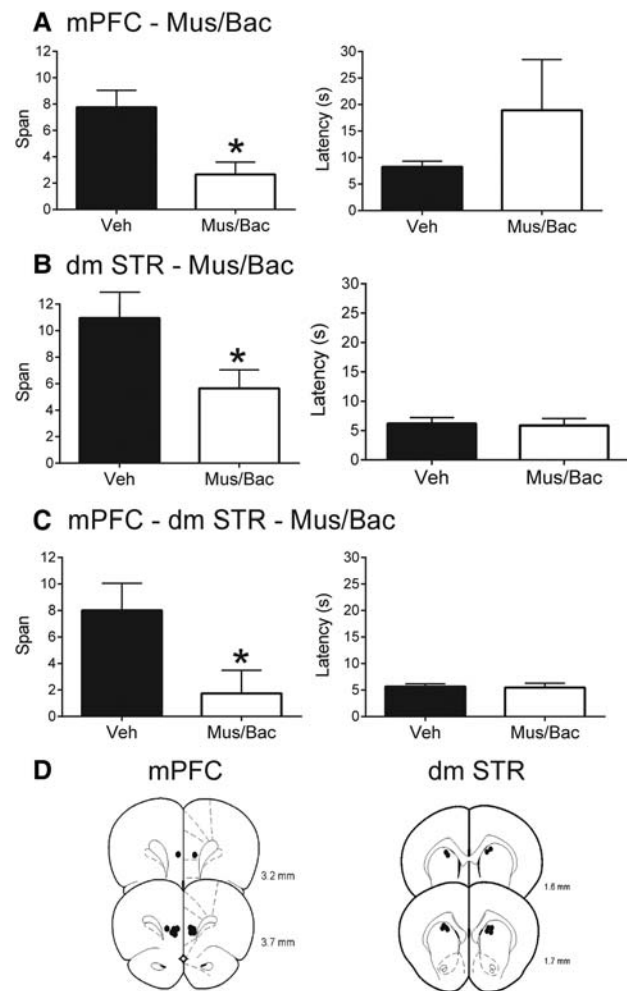 A mPFC - Mus/Bac
Span
12
10
8
6
4
2
0
Veh Mus/Bac
Latency (s)
30
25
20
15
10
5
0
Veh Mus/Bac
B dm STR - Mus/Bac
Span
12
10
8
6
4
2
0
Veh Mus/Bac
Latency (s)
30
25
20
15
10
5
0
Veh Mus/Bac
C mPFC - dm STR - Mus/Bac
Span
12
10
8
6
4
2
0
Veh Mus/Bac
Latency (s)
30
25
20
15
10
5
0
Veh Mus/Bac
D mPFC dm STR
3.2 mm
3.7 mm
1.6 mm
1.7 mm